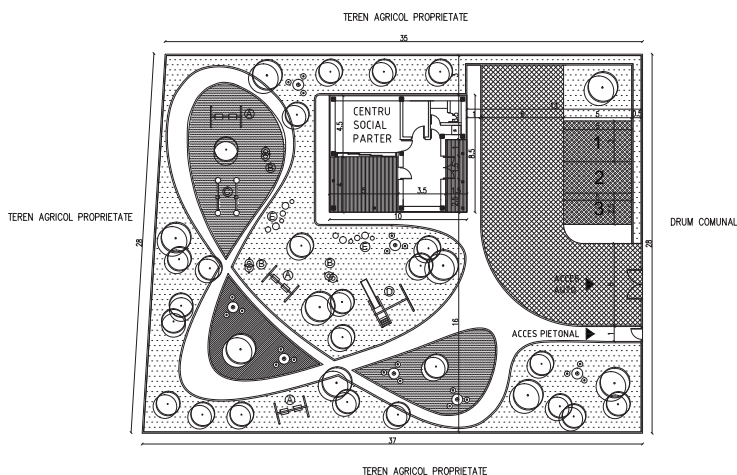 TEREN AGRICOL PROPRIETATE
35
CENTRU
SOCIAL
PARTER
4,5
8,5
3,5
10
1
2
3
A
A
A
B
B
C
D
E
E
TEREN AGRICOL PROPRIETATE
28
28
DRUM COMUNAL
ACCES
AUTO
16
ACCES PIETONAL
1
37
TEREN AGRICOL PROPRIETATE